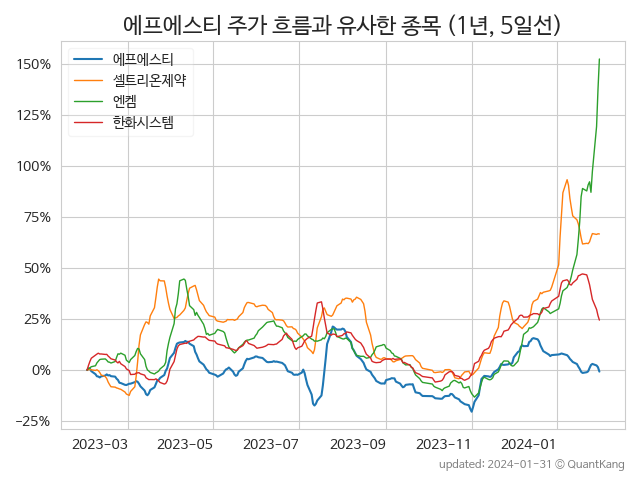 에프에스티 주가 흐름과 유사한 종목 (1년, 5일선)
에프에스티
셀트리온제약
엔켐
한화시스템
150%
125%
100%
75%
50%
25%
0%
−25%
2023-03 2023-05 2023-07 2023-09 2023-11 2024-01
updated: 2024-01-31 © QuantKang